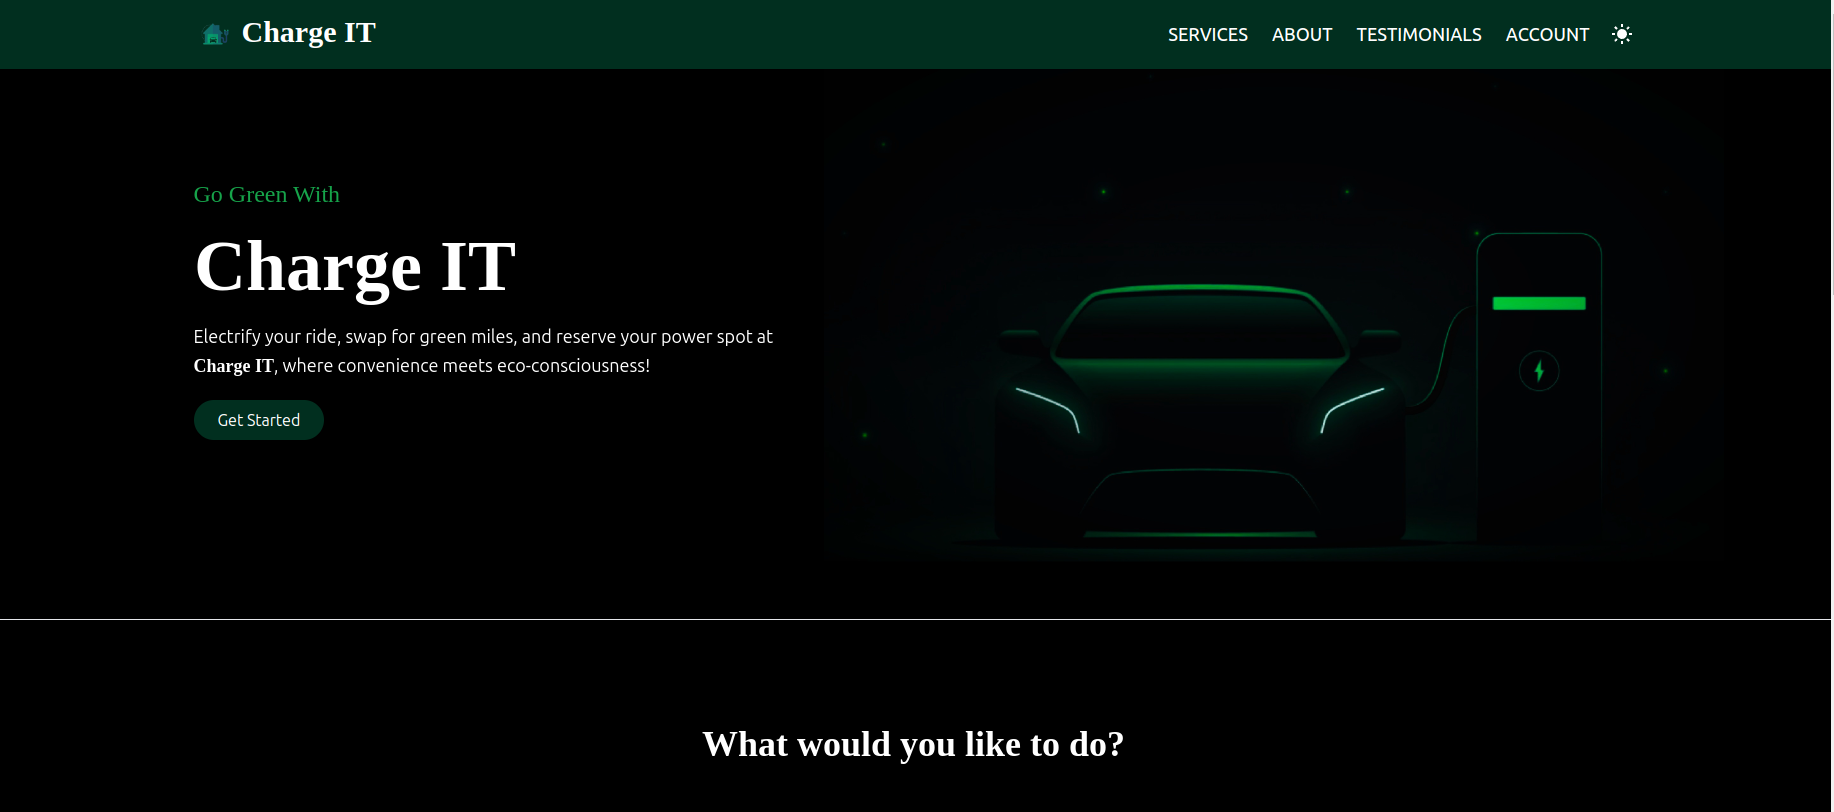 Charge IT
SERVICES ABOUT TESTIMONIALS ACCOUNT
Go Green With
Charge IT
Electrify your ride, swap for green miles, and reserve your power spot at
Charge IT, where convenience meets eco-consciousness!
Get Started
What would you like to do?